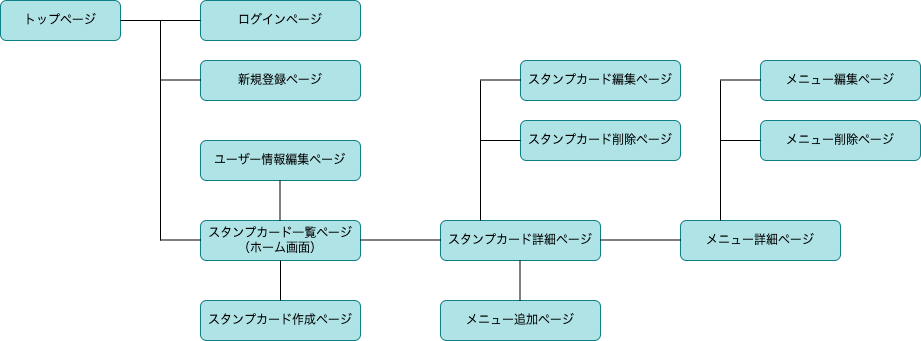 トップページ
ログインページ
新規登録ページ
スタンプカード編集ページ
メニュー編集ページ
スタンプカード削除ページ
メニュー削除ページ
ユーザー情報編集ページ
スタンプカード一覧ページ
（ホーム画面）
スタンプカード詳細ページ
メニュー詳細ページ
スタンプカード作成ページ
メニュー追加ページ